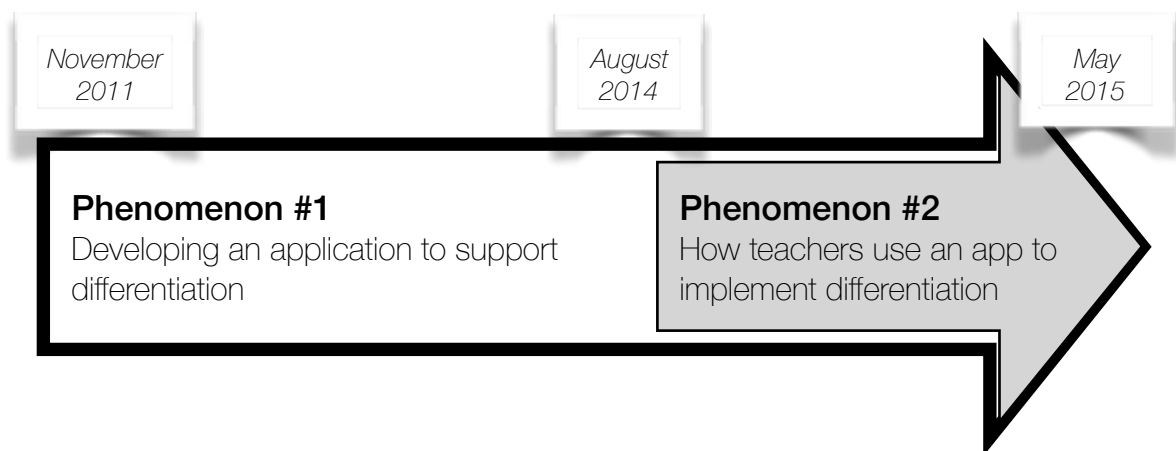 November
2011
August
2014
May
2015
Phenomenon #1
Developing an application to support
differentiation
Phenomenon #2
How teachers use an app to
implement differentiation